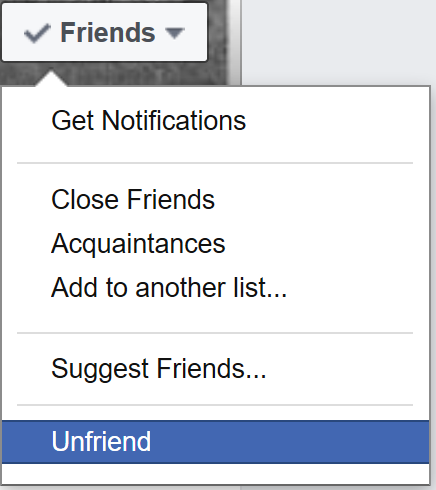 Friends
Get Notifications
Close Friends
Acquaintances
Add to another list...
Suggest Friends...
Unfriend